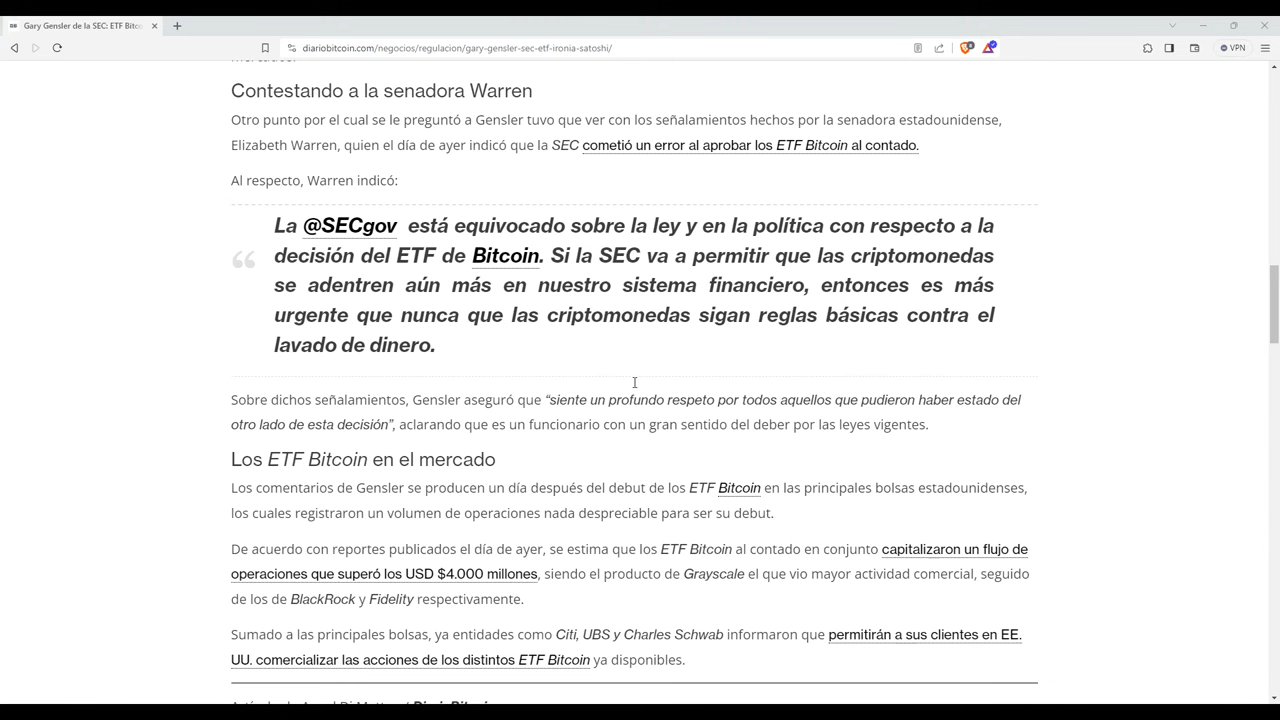 Gary Gensler de la SEC: ETF Bitco
diariobitcoin.com/negocios/regulacion/gary-gensler-sec-etf-ironia-satoshi/
VPN
Contestando a la senadora Warren
Otro punto por el cual se le preguntó a Gensler tuvo que ver con los señalamientos hechos por la senadora estadounidense,
Elizabeth Warren, quien el día de ayer indicó que la SEC cometió un error al aprobar los ETF Bitcoin al contado.
Al respecto, Warren indicó:
La @SECgov está equivocado sobre la ley y en la política con respecto a la
decisión del ETF de Bitcoin. Si la SEC va a permitir que las criptomonedas
se adentren aún más en nuestro sistema financiero, entonces es más
urgente que nunca que las criptomonedas sigan reglas básicas contra el
lavado de dinero.
Sobre dichos señalamientos, Gensler aseguró que “siente un profundo respeto por todos aquellos que pudieron haber estado del
otro lado de esta decisión”, aclarando que es un funcionario con un gran sentido del deber por las leyes vigentes.
Los ETF Bitcoin en el mercado
Los comentarios de Gensler se producen un día después del debut de los ETF Bitcoin en las principales bolsas estadounidenses,
los cuales registraron un volumen de operaciones nada despreciable para ser su debut.
De acuerdo con reportes publicados el día de ayer, se estima que los ETF Bitcoin al contado en conjunto capitalizaron un flujo de
operaciones que superó los USD $4.000 millones, siendo el producto de Grayscale el que vio mayor actividad comercial, seguido
de los de BlackRock y Fidelity respectivamente.
Sumado a las principales bolsas, ya entidades como Citi, UBS y Charles Schwab informaron que permitirán a sus clientes en EE.
UU. comercializar las acciones de los distintos ETF Bitcoin ya disponibles.